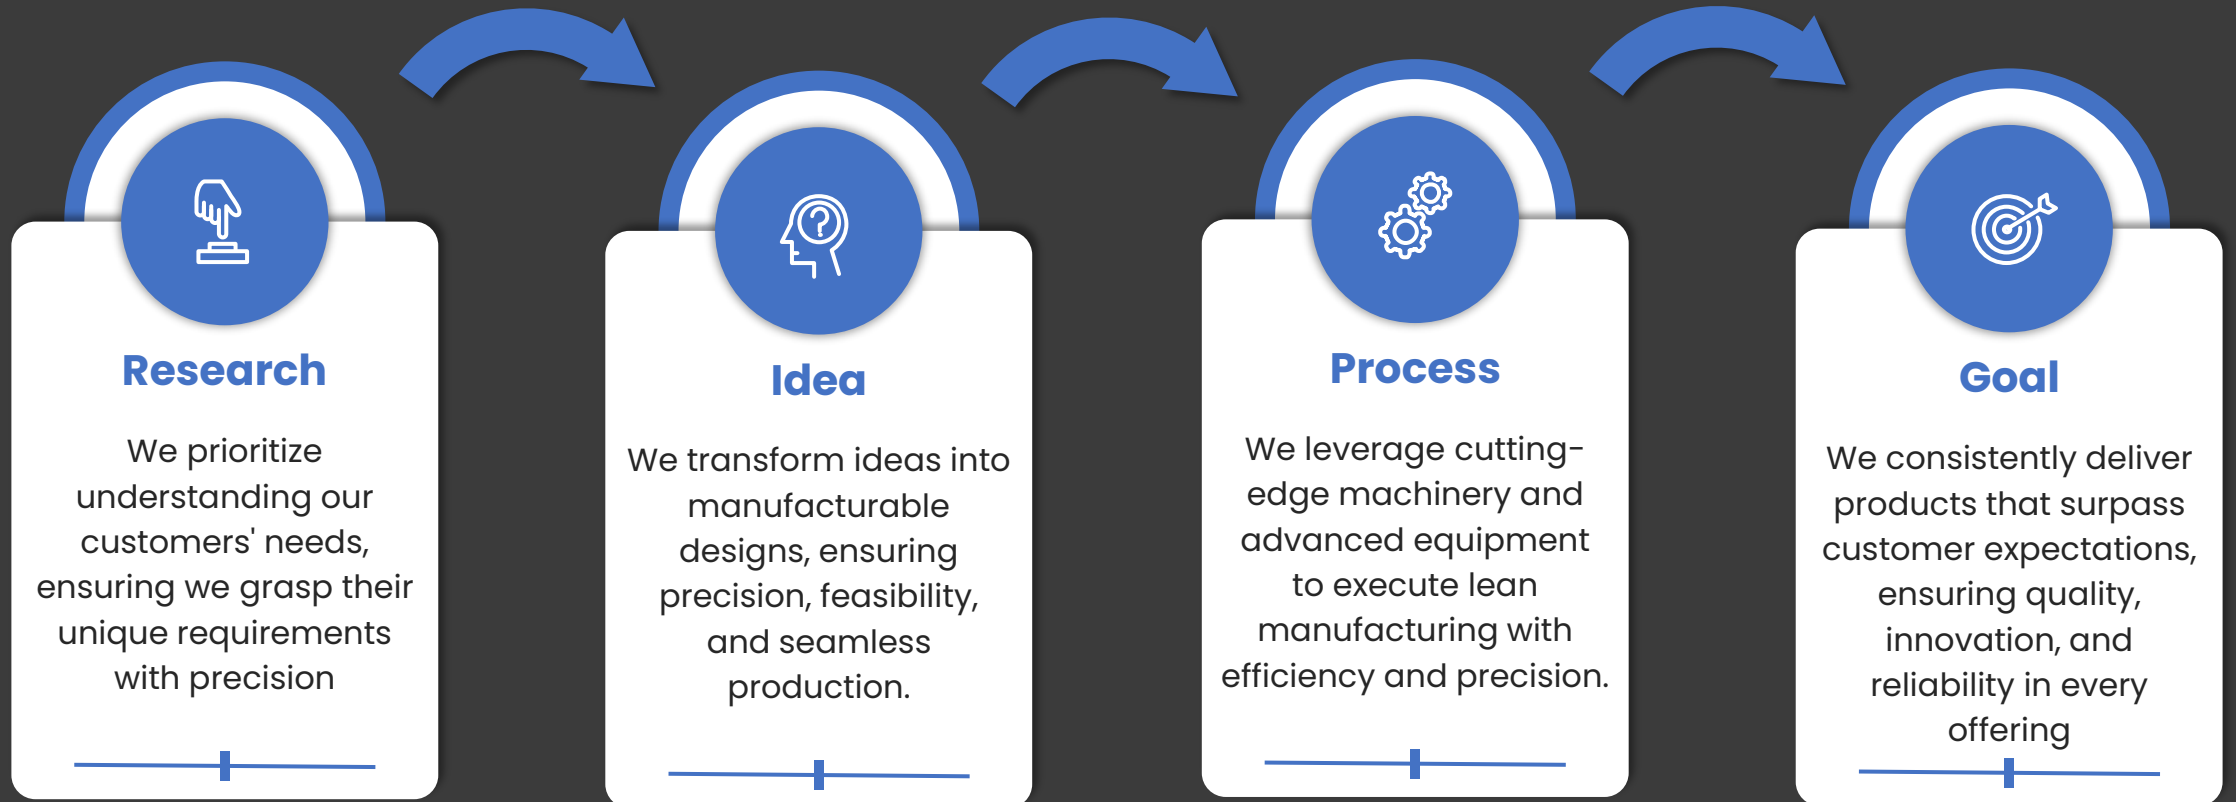 Research
We prioritize
understanding our
customers' needs,
ensuring we grasp their
unique requirements
with precision
Idea
We transform ideas into
manufacturable
designs, ensuring
precision, feasibility,
and seamless
production.
Process
We leverage cutting-
edge machinery and
advanced equipment
to execute lean
manufacturing with
efficiency and precision.
Goal
We consistently deliver
products that surpass
customer expectations,
ensuring quality,
innovation, and
reliability in every
offering